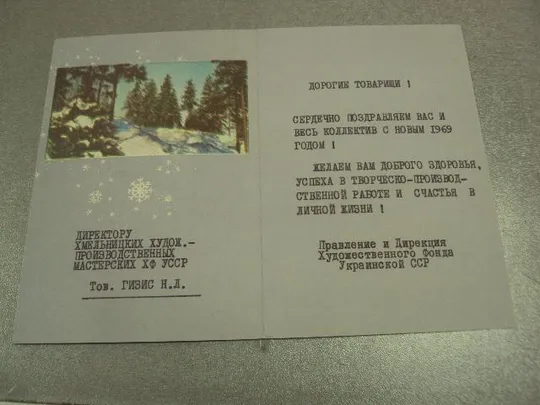 ДИРЕКТОРУ
ХМЕЛЬНИЦКИХ ХУДОЖ.-
ПРОИЗВОДСТВЕННЫХ
МАСТЕРСКИХ ХФ УССР
Тов. ГИЗИС Н.Л.
ДОРОГИЕ ТОВАРИЩИ !
СЕРДЕЧНО ПОЗДРАВЛЯЕМ ВАС И
ВЕСЬ КОЛЛЕКТИВ С НОВЫМ 1969
ГОДОМ !
ЖЕЛАЕМ ВАМ ДОБРОГО ЗДОРОВЬЯ,
УСПЕХА В ТВОРЧЕСКО-ПРОИЗВОД-
СТВЕННОЙ РАБОТЕ И СЧАСТЬЯ В
ЛИЧНОЙ ЖИЗНИ !
Правление и Дирекция
Художественного Фонда
Украинской ССР